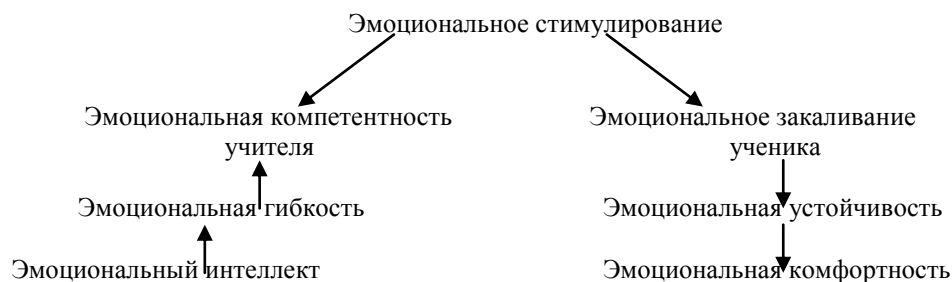 Эмоциональное стимулирование
Эмоциональная компетентность
учителя
Эмоциональное закаливание
ученика
Эмоциональная гибкость
Эмоциональная устойчивость
Эмоциональный интеллект
Эмоциональная комфортность